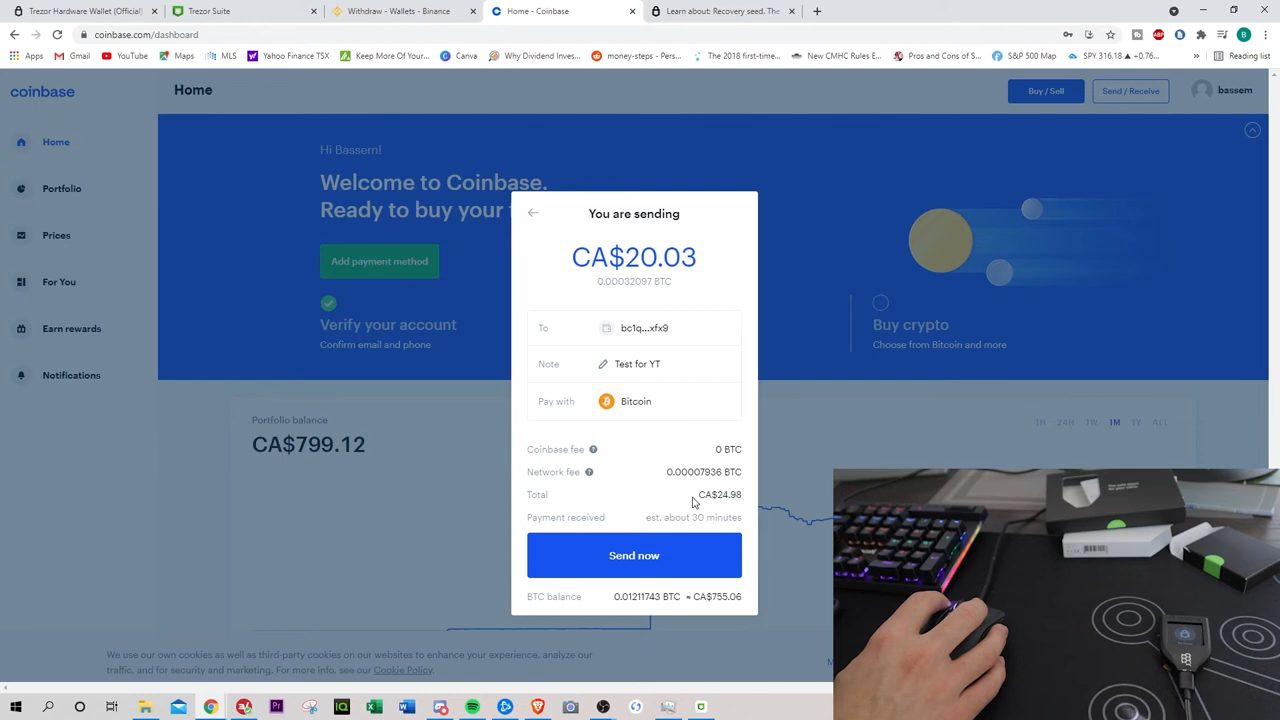 Trezor Hardware Wallet (Official)
Trezor Suite
Withdraw - Wallets - Binance
Home - Coinbase
Learn about: Recovery seed. The
coinbase.com/dashboard
Apps
Gmail
YouTube
Maps
MLS
Yahoo Finance TSX
Keep More Of Your...
Canva
Why Dividend Inves...
money-steps - Pers...
The 2018 first-time...
New CMHC Rules E...
Pros and Cons of S...
S&P 500 Map
SPY 316.18 ▲ +0.76...
Reading list
coinbase
Home
Buy / Sell
Send / Receive
bassem
Home
Portfolio
Prices
For You
Earn rewards
Notifications
Hi Bassem!
Welcome to Coinbase.
Ready to buy your f
Add payment method
Verify your account
Confirm email and phone
Buy crypto
Choose from Bitcoin and more
You are sending
CA$20.03
0.00032097 BTC
To bc1q...xfx9
Note Test for YT
Pay with Bitcoin
Coinbase fee 0 BTC
Network fee 0.00007936 BTC
Total CA$24.98
Payment received est. about 30 minutes
Send now
BTC balance 0.01211743 BTC ≈ CA$755.06
Portfolio balance
CA$799.12
1H 24H 1W 1M 1Y ALL
We use our own cookies as well as third-party cookies on our websites to enhance your experience, analyze our
traffic, and for security and marketing. For more info, see our Cookie Policy.